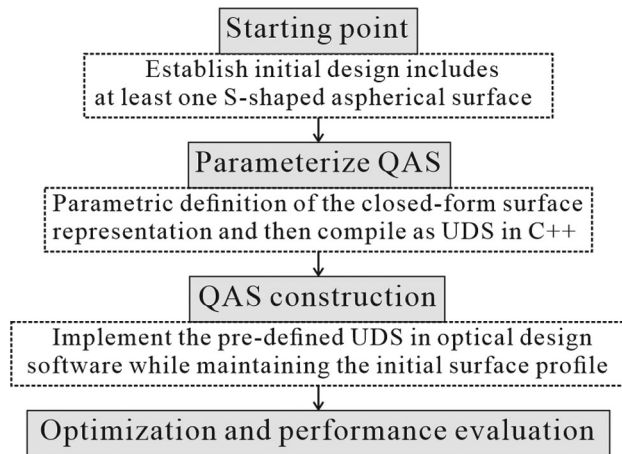 Starting point
Establish initial design includes
at least one S-shaped aspherical surface
Parameterize QAS
Parametric definition of the closed-form surface
representation and then compile as UDS in C++
QAS construction
Implement the pre-defined UDS in optical design
software while maintaining the initial surface profile
Optimization and performance evaluation